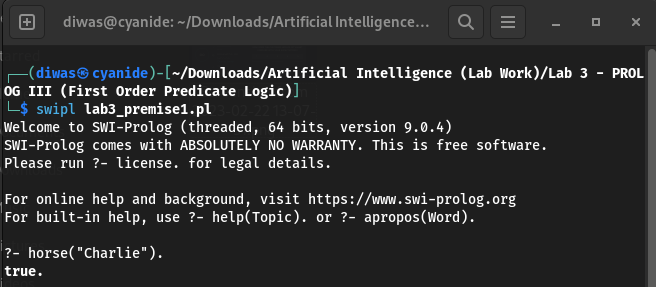 diwas@cyanide: ~/Downloads/Artificial Intelligence...
┌──(diwas㉿cyanide)-[~/Downloads/Artificial Intelligence (Lab Work)/Lab 3 - PROL
OG III (First Order Predicate Logic)]
└─$ swipl lab3_premise1.pl
Welcome to SWI-Prolog (threaded, 64 bits, version 9.0.4)
SWI-Prolog comes with ABSOLUTELY NO WARRANTY. This is free software.
Please run ?- license. for legal details.
For online help and background, visit https://www.swi-prolog.org
For built-in help, use ?- help(Topic). or ?- apropos(Word).
?- horse("Charlie").
true.